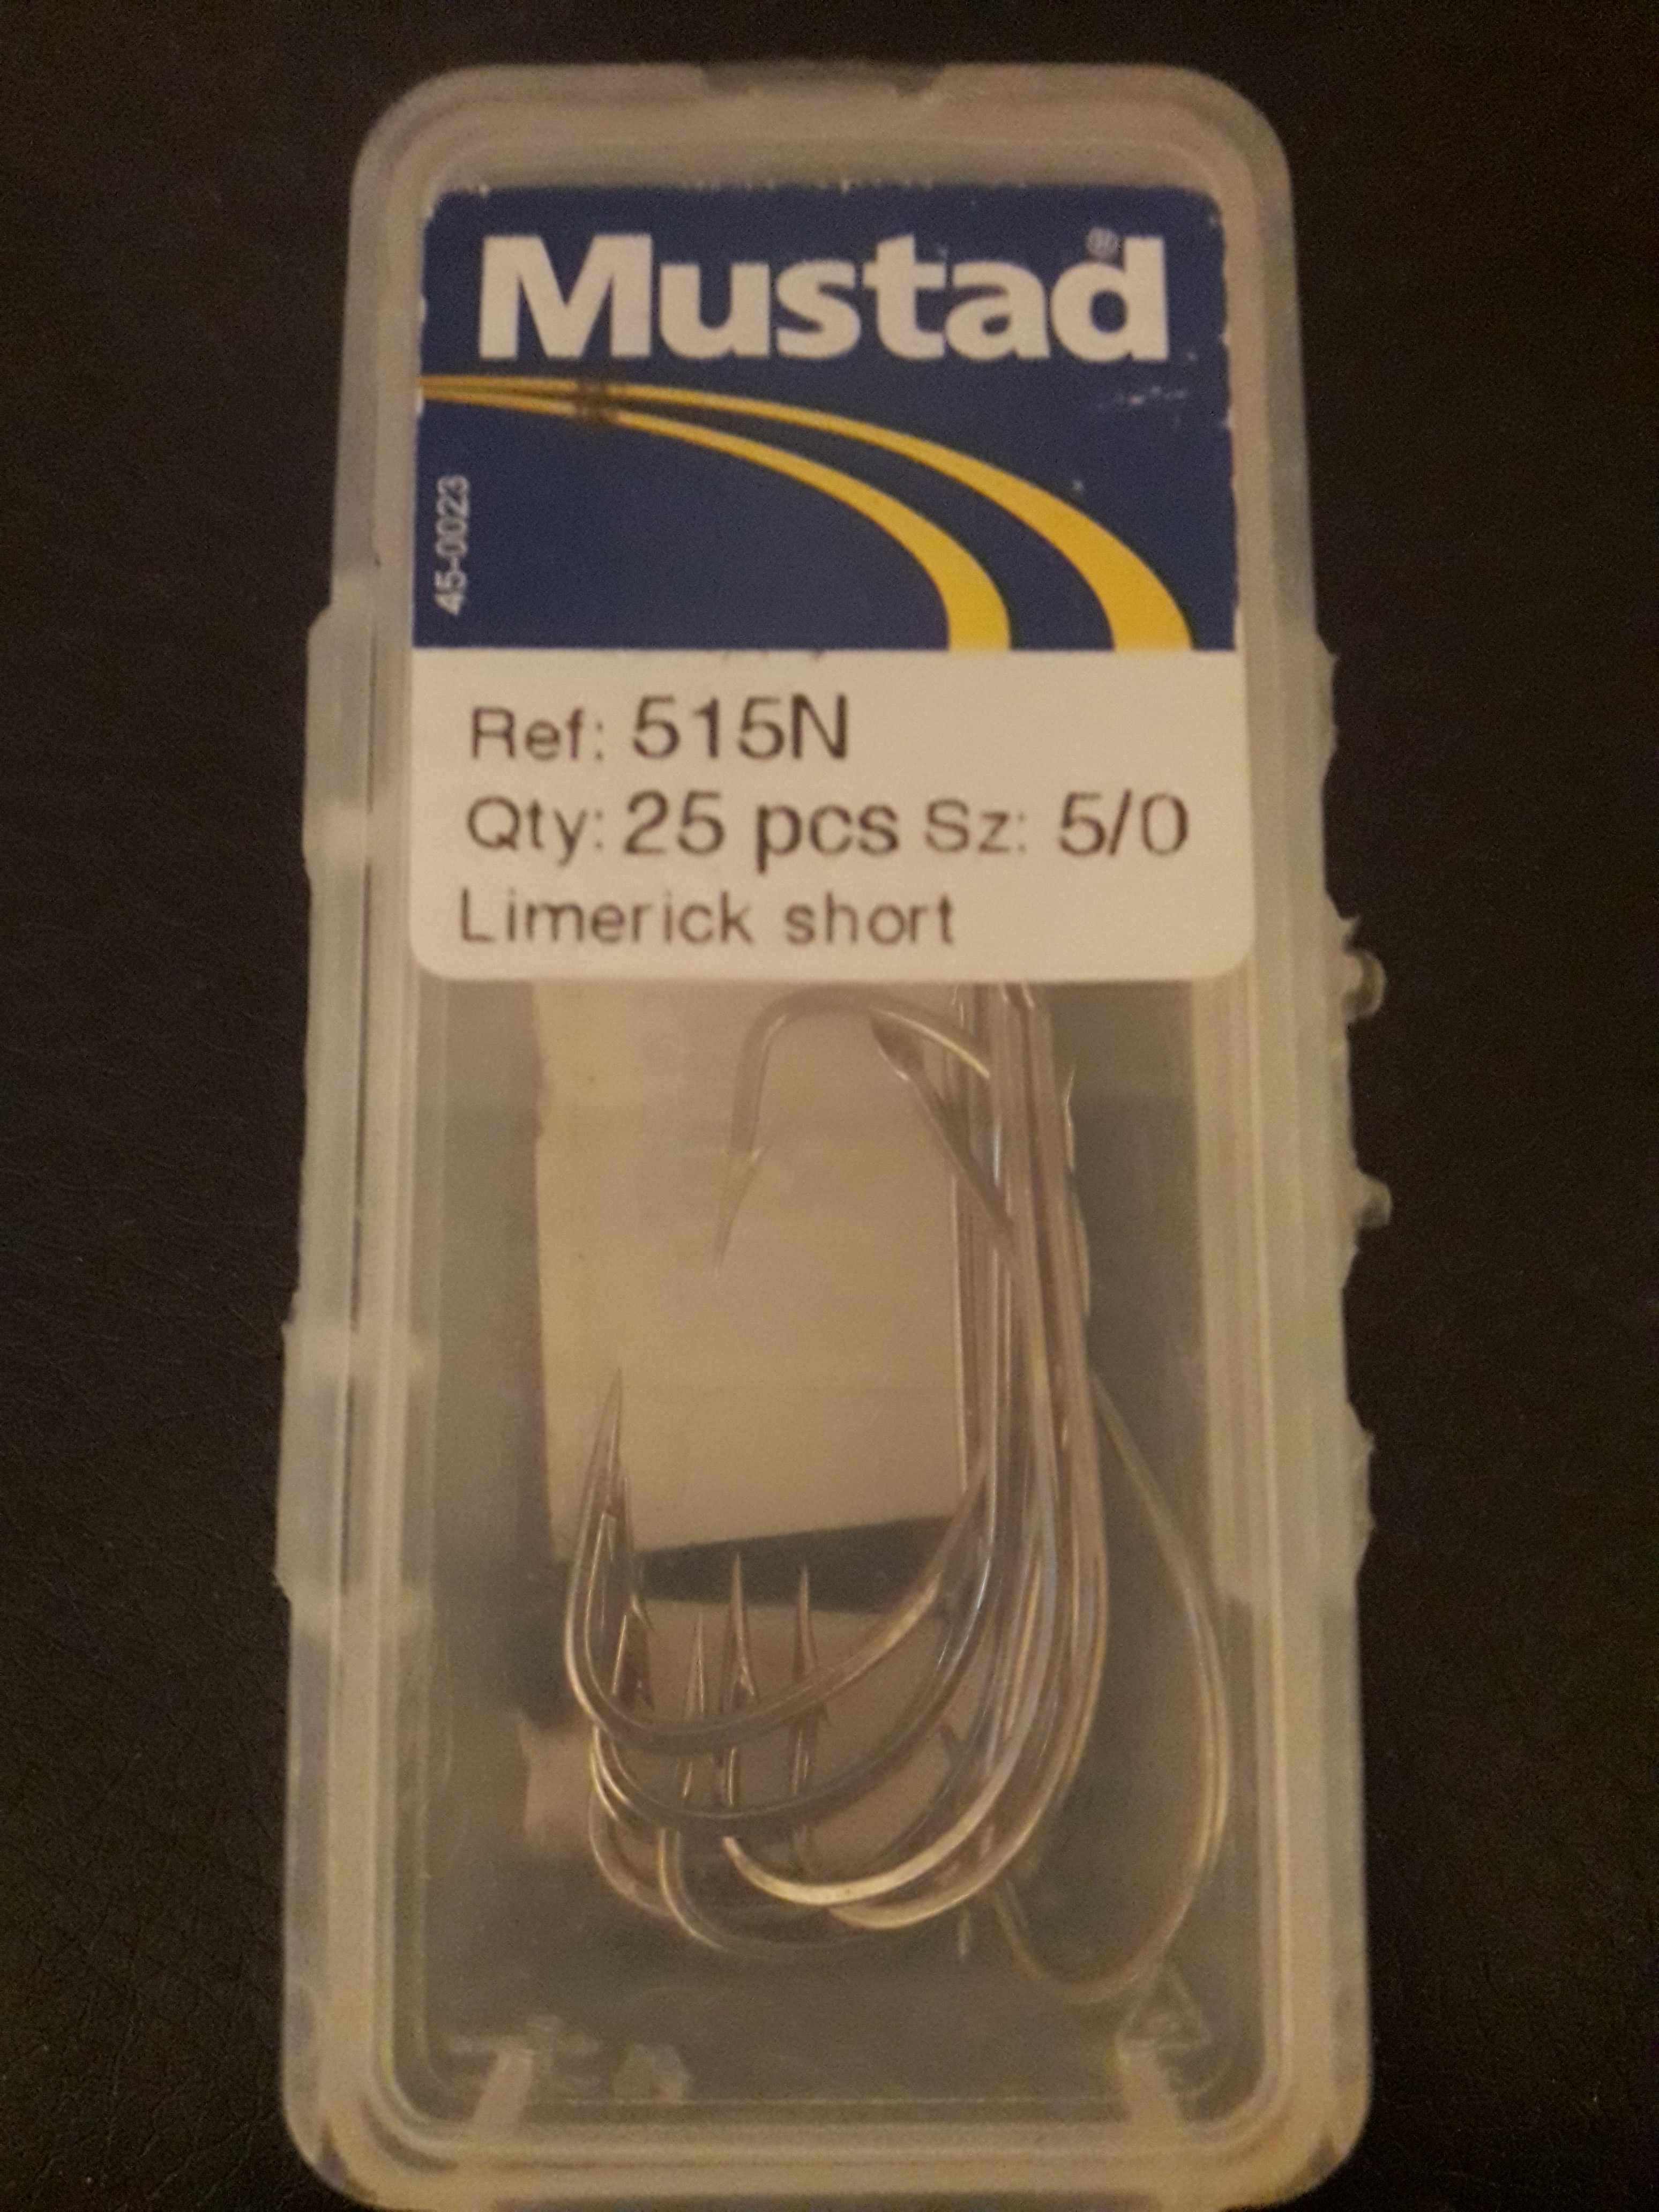 Mustad®
45-0023
Ref: 515N
Qty: 25 pcs Sz: 5/0
Limerick short